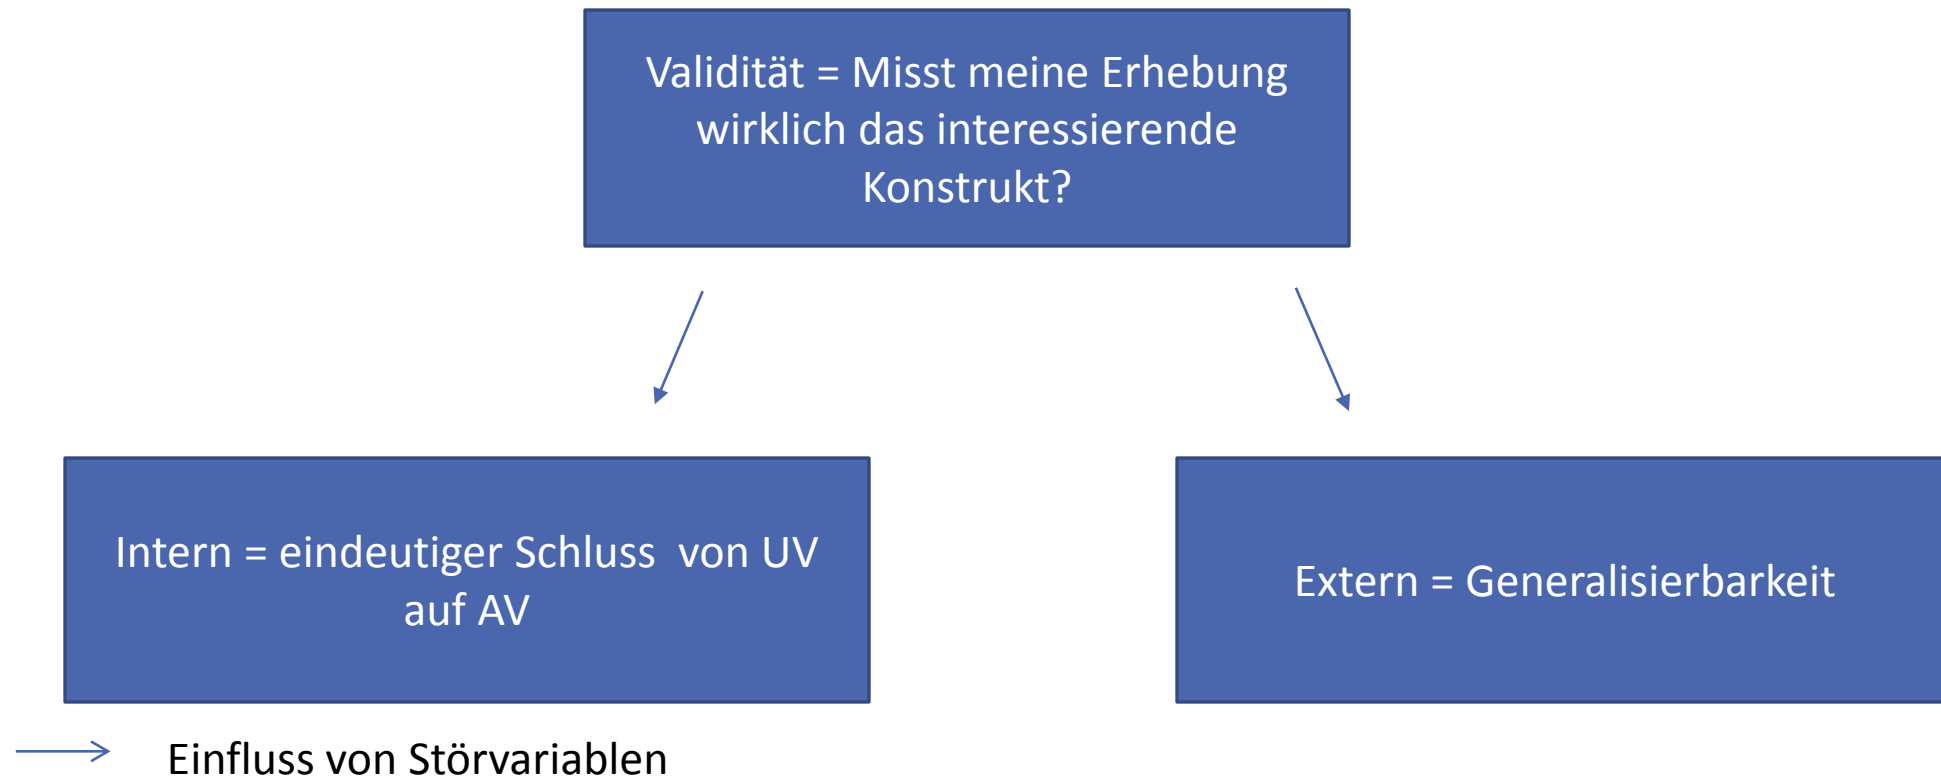 Validität = Misst meine Erhebung
wirklich das interessierende
Konstrukt?
Intern = eindeutiger Schluss  von UV
auf AV
Extern = Generalisierbarkeit
Einfluss von Störvariablen